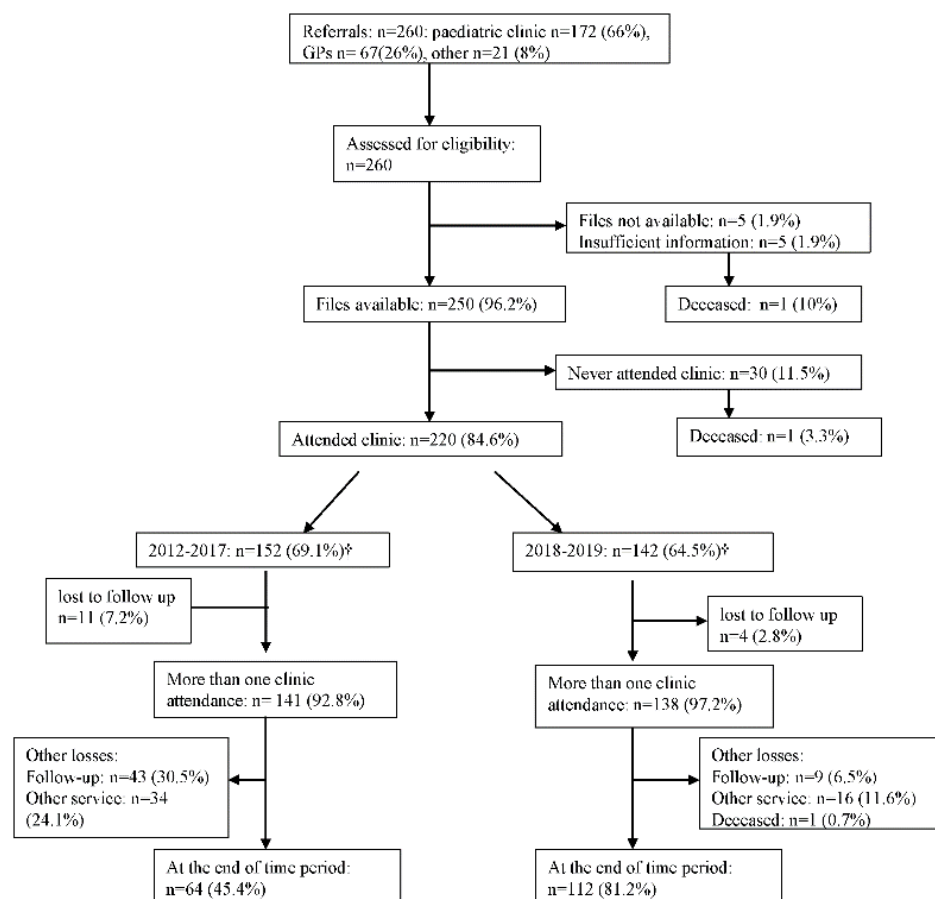 Referrals: n=260: paediatric clinic n=172 (66%),
GPs n= 67(26%), other n=21 (8%)
Assessed for eligibility:
n=260
Files not available: n=5 (1.9%)
Insufficient information: n=5 (1.9%)
Files available: n=250 (96.2%)
Deceased: n=1 (10%)
Never attended clinic: n=30 (11.5%)
Attended clinic: n=220 (84.6%)
Deceased: n=1 (3.3%)
2012-2017: n=152 (69.1%)†
2018-2019: n=142 (64.5%)†
lost to follow up
n=11 (7.2%)
lost to follow up
n=4 (2.8%)
More than one clinic
attendance: n= 141 (92.8%)
More than one clinic
attendance: n=138 (97.2%)
Other losses:
Follow-up: n=43 (30.5%)
Other service: n=34
(24.1%)
Other losses:
Follow-up: n=9 (6.5%)
Other service: n=16 (11.6%)
Deceased: n=1 (0.7%)
At the end of time period:
n=64 (45.4%)
At the end of time period:
n=112 (81.2%)